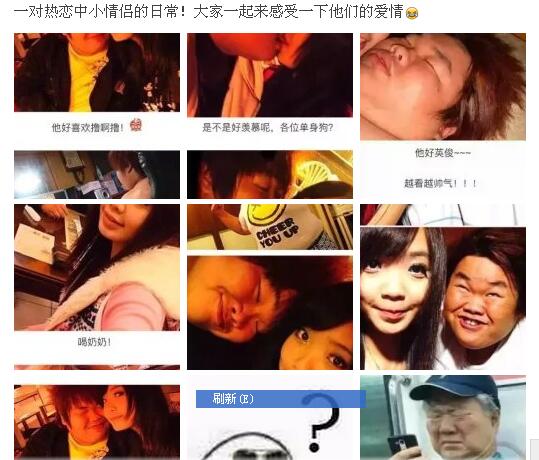 一对热恋中小情侣的日常！大家一起来感受一下他们的爱情
他好喜欢撸啊撸！
是不是好羡慕呢，各位单身狗？
他好英俊~~~
越看越帅气！！！
CHEER
YOU UP
喝奶奶！
刷新(E)
?